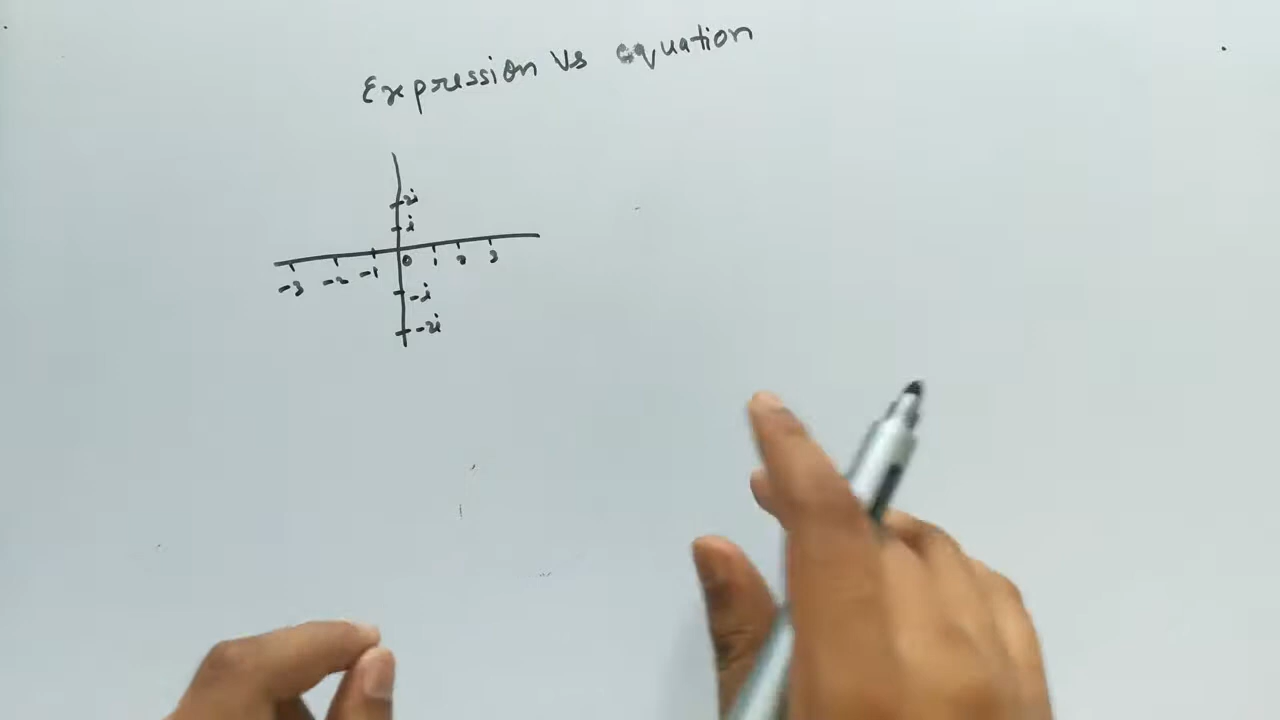 Expression Vs equation
2i
i
-3 -2 -1 0 1 2 3
-i
-2i